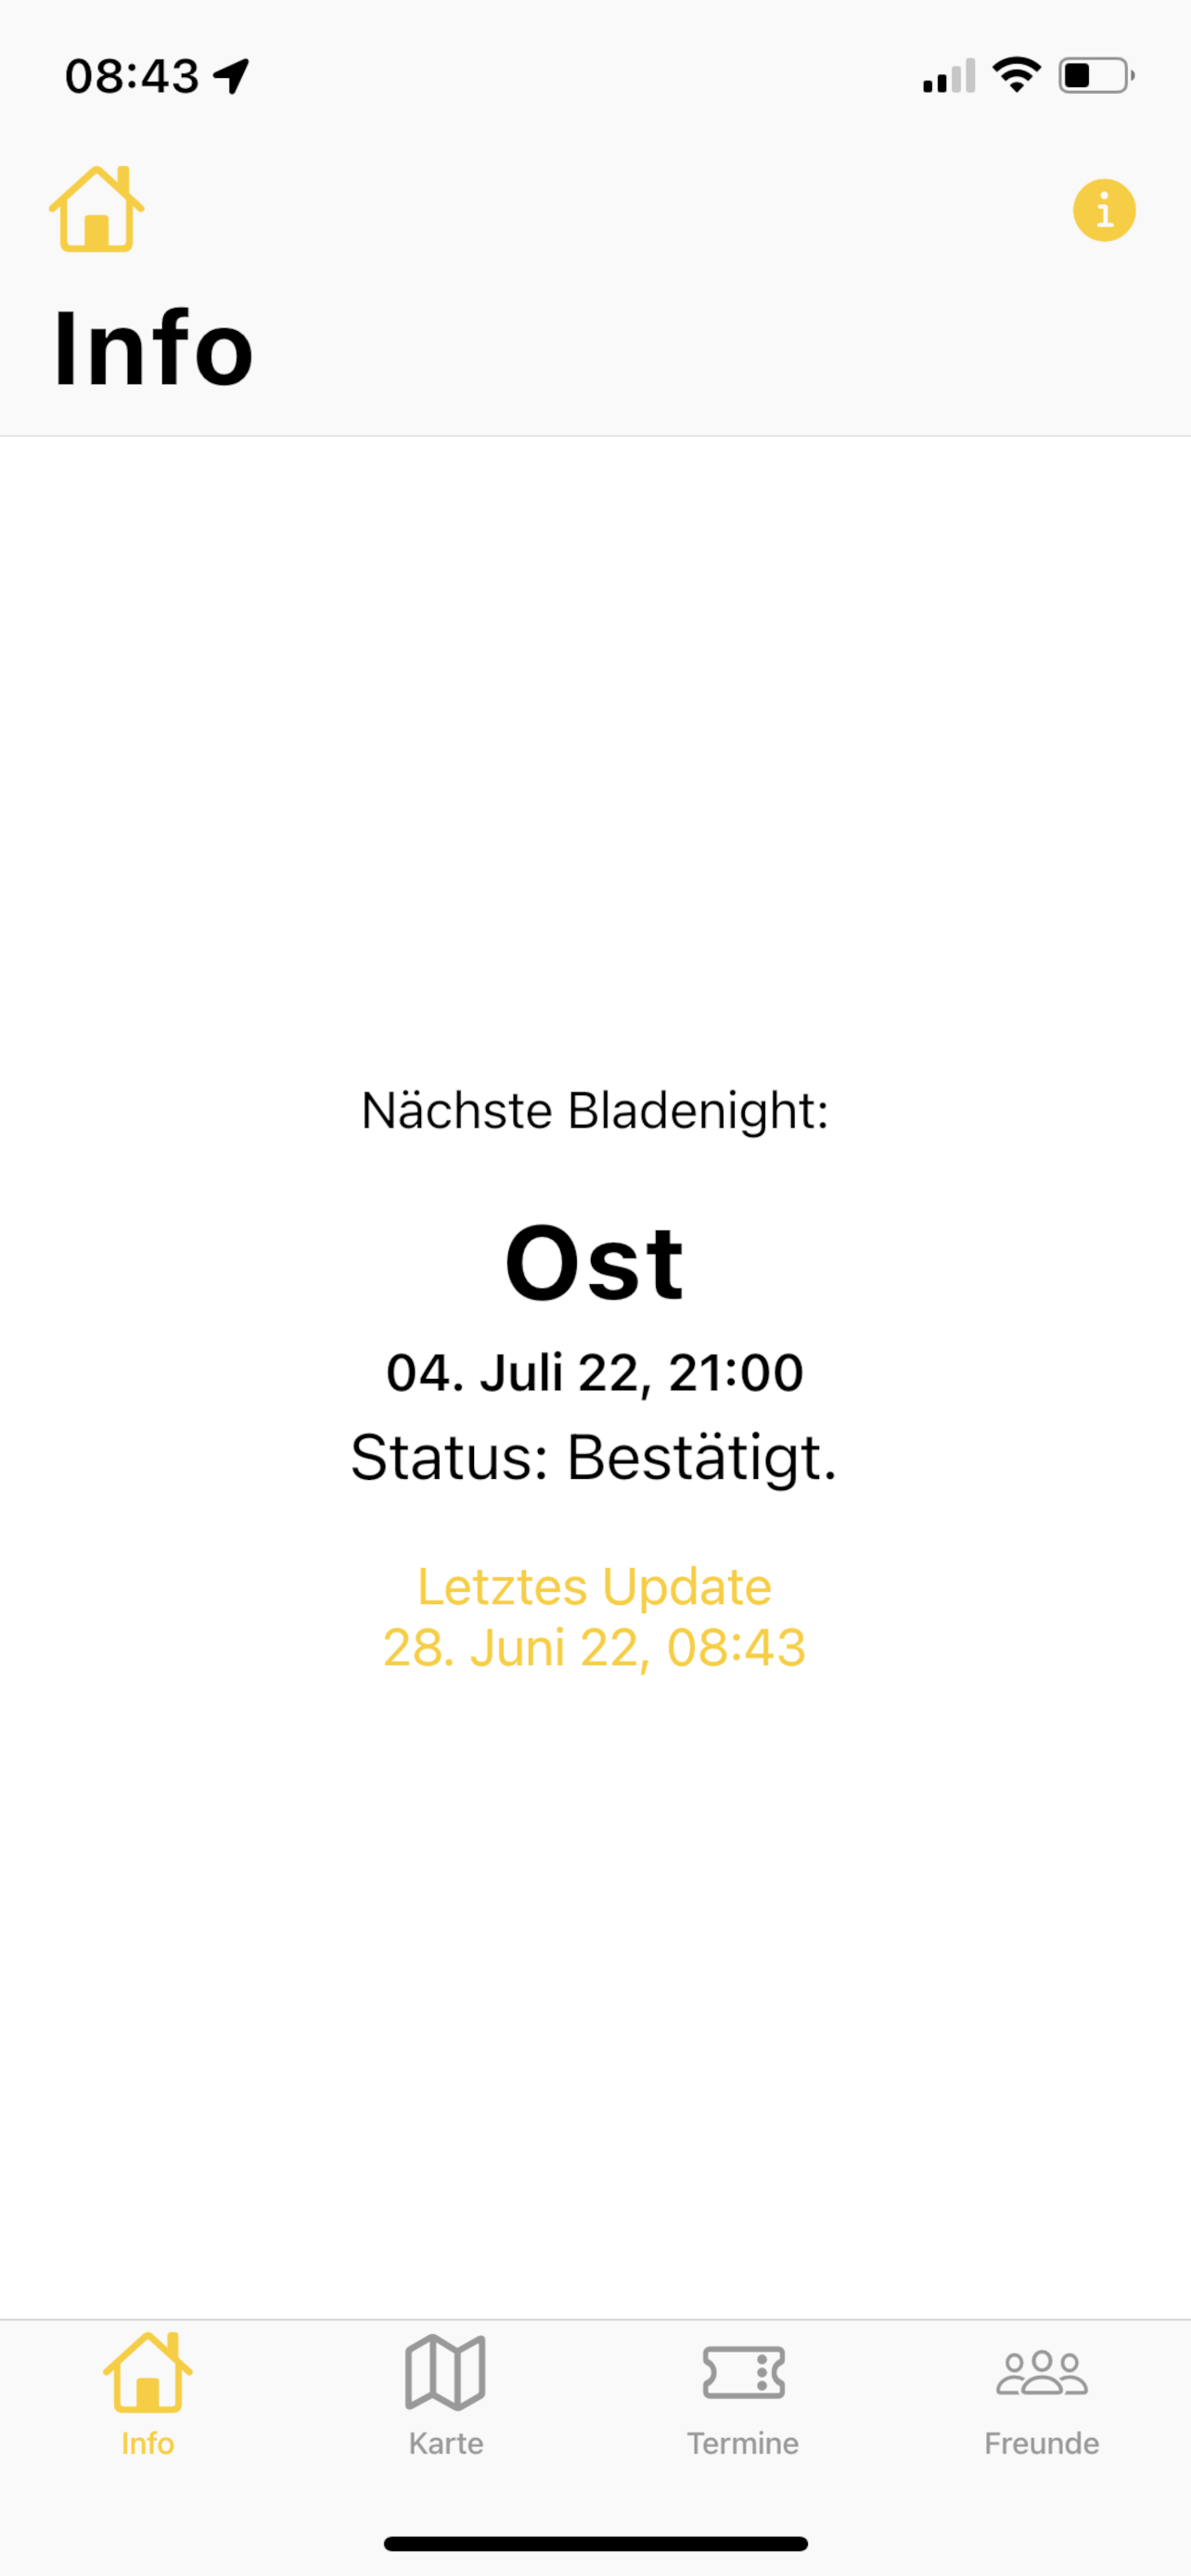 08:43
Info
Nächste Bladenight:
Ost
04. Juli 22, 21:00
Status: Bestätigt.
Letztes Update
28. Juni 22, 08:43
Info
Karte
Termine
Freunde